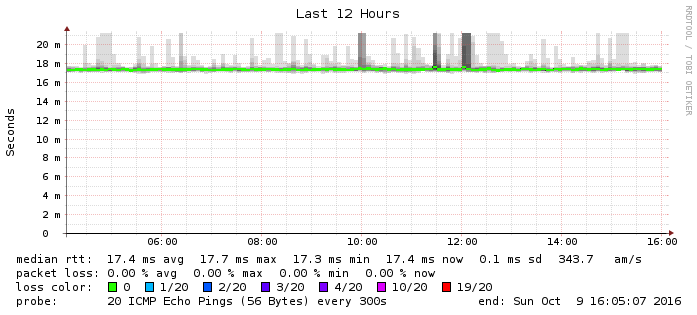 Last 12 Hours
RRDTOOL / TOBI OETIKER
Seconds
20 m
18 m
16 m
14 m
12 m
10 m
8 m
6 m
4 m
2 m
0
06:00 08:00 10:00 12:00 14:00 16:00
median rtt: 17.4 ms avg 17.7 ms max 17.3 ms min 17.4 ms now 0.1 ms sd 343.7 am/s
packet loss: 0.00 % avg 0.00 % max 0.00 % min 0.00 % now
loss color: 0 1/20 2/20 3/20 4/20 10/20 19/20
probe: 20 ICMP Echo Pings (56 Bytes) every 300s end: Sun Oct 9 16:05:07 2016